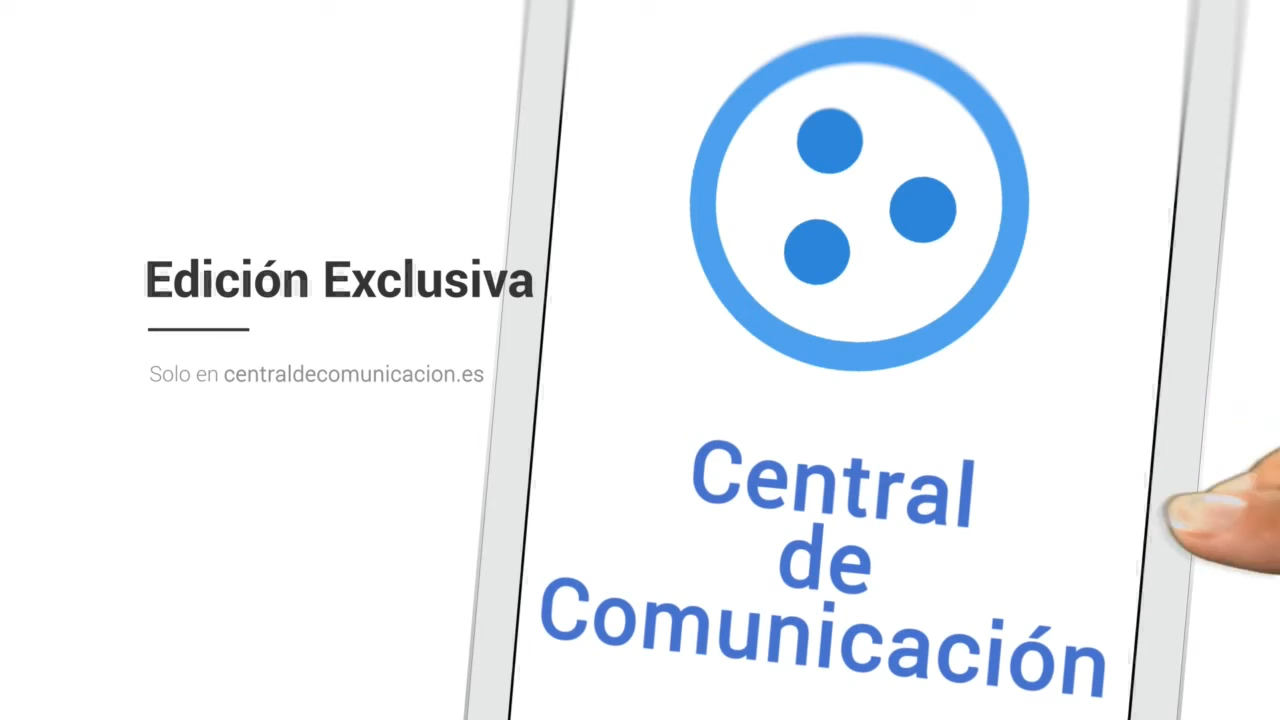 Edición Exclusiva
Solo en centraldecomunicacion.es
Central
de
Comunicación